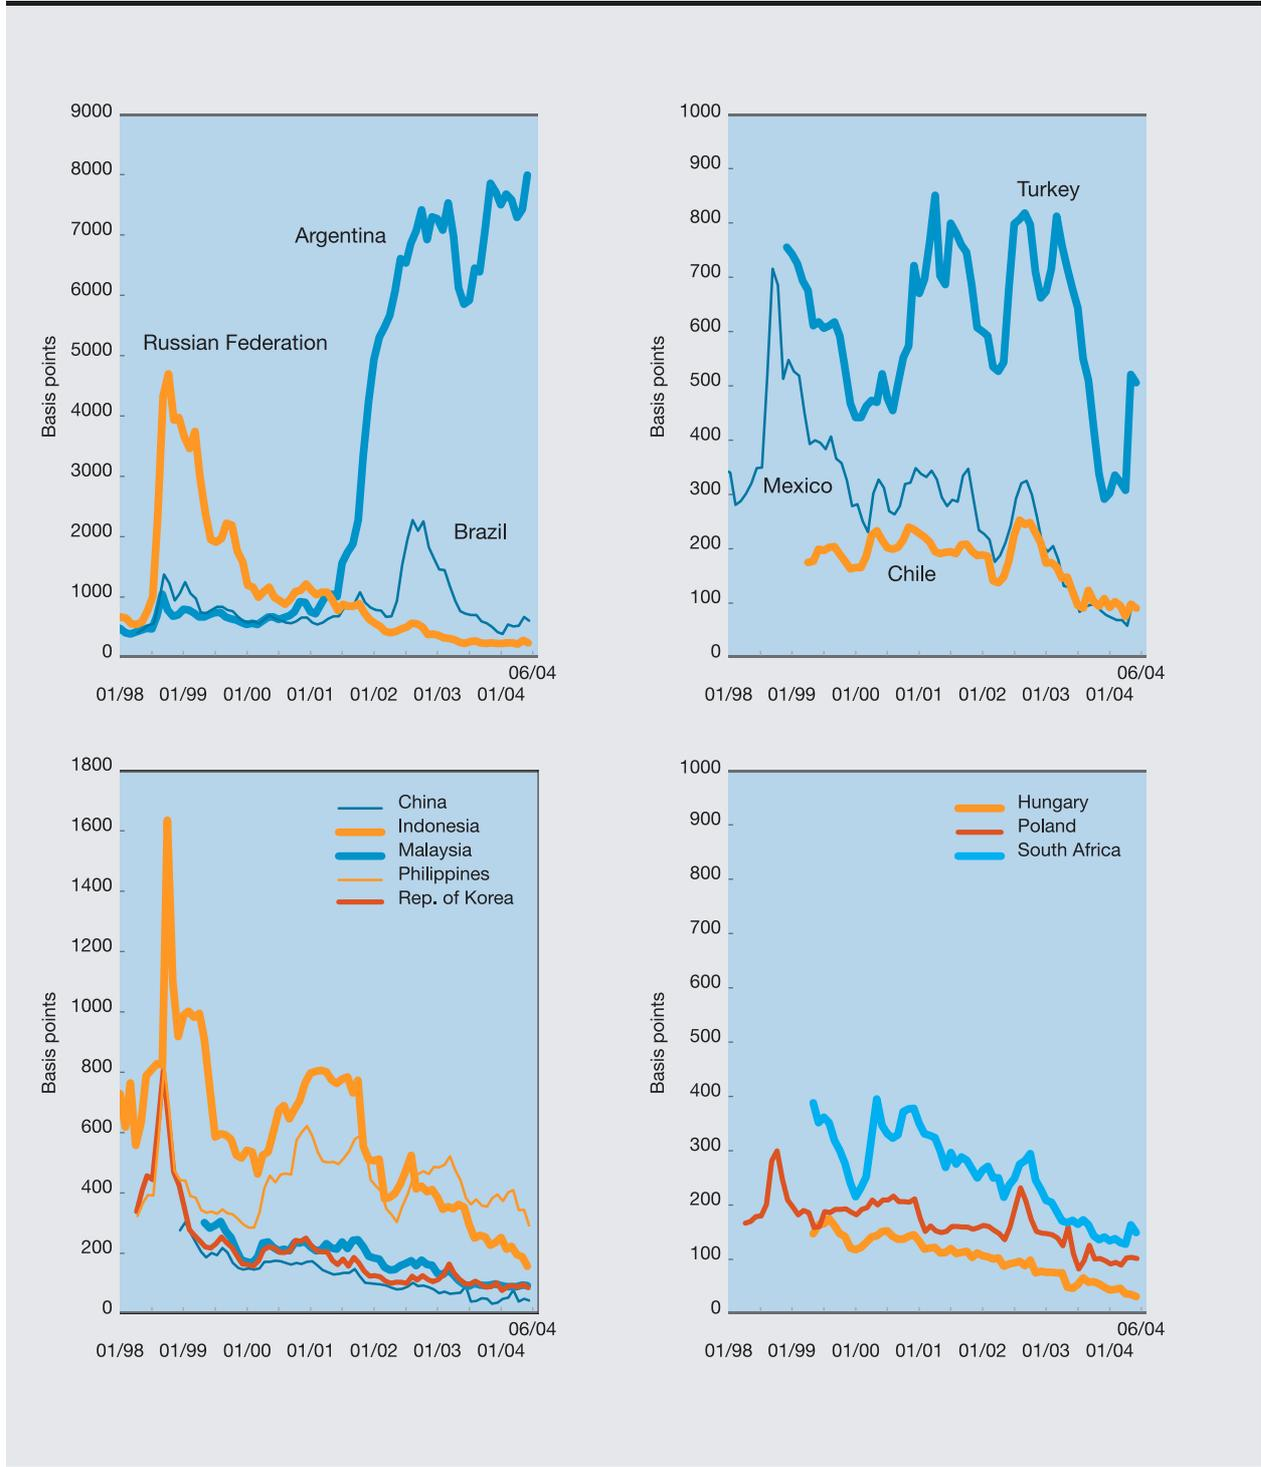 9000
8000
7000
6000
5000
4000
3000
2000
1000
0
Basis points
Argentina
Russian Federation
Brazil
06/04
01/98 01/99 01/00 01/01 01/02 01/03 01/04
1000
900
800
700
600
500
400
300
200
100
0
Basis points
Turkey
Mexico
Chile
06/04
01/98 01/99 01/00 01/01 01/02 01/03 01/04
1800
1600
1400
1200
1000
800
600
400
200
0
Basis points
China
Indonesia
Malaysia
Philippines
Rep. of Korea
06/04
01/98 01/99 01/00 01/01 01/02 01/03 01/04
1000
900
800
700
600
500
400
300
200
100
0
Basis points
Hungary
Poland
South Africa
06/04
01/98 01/99 01/00 01/01 01/02 01/03 01/04